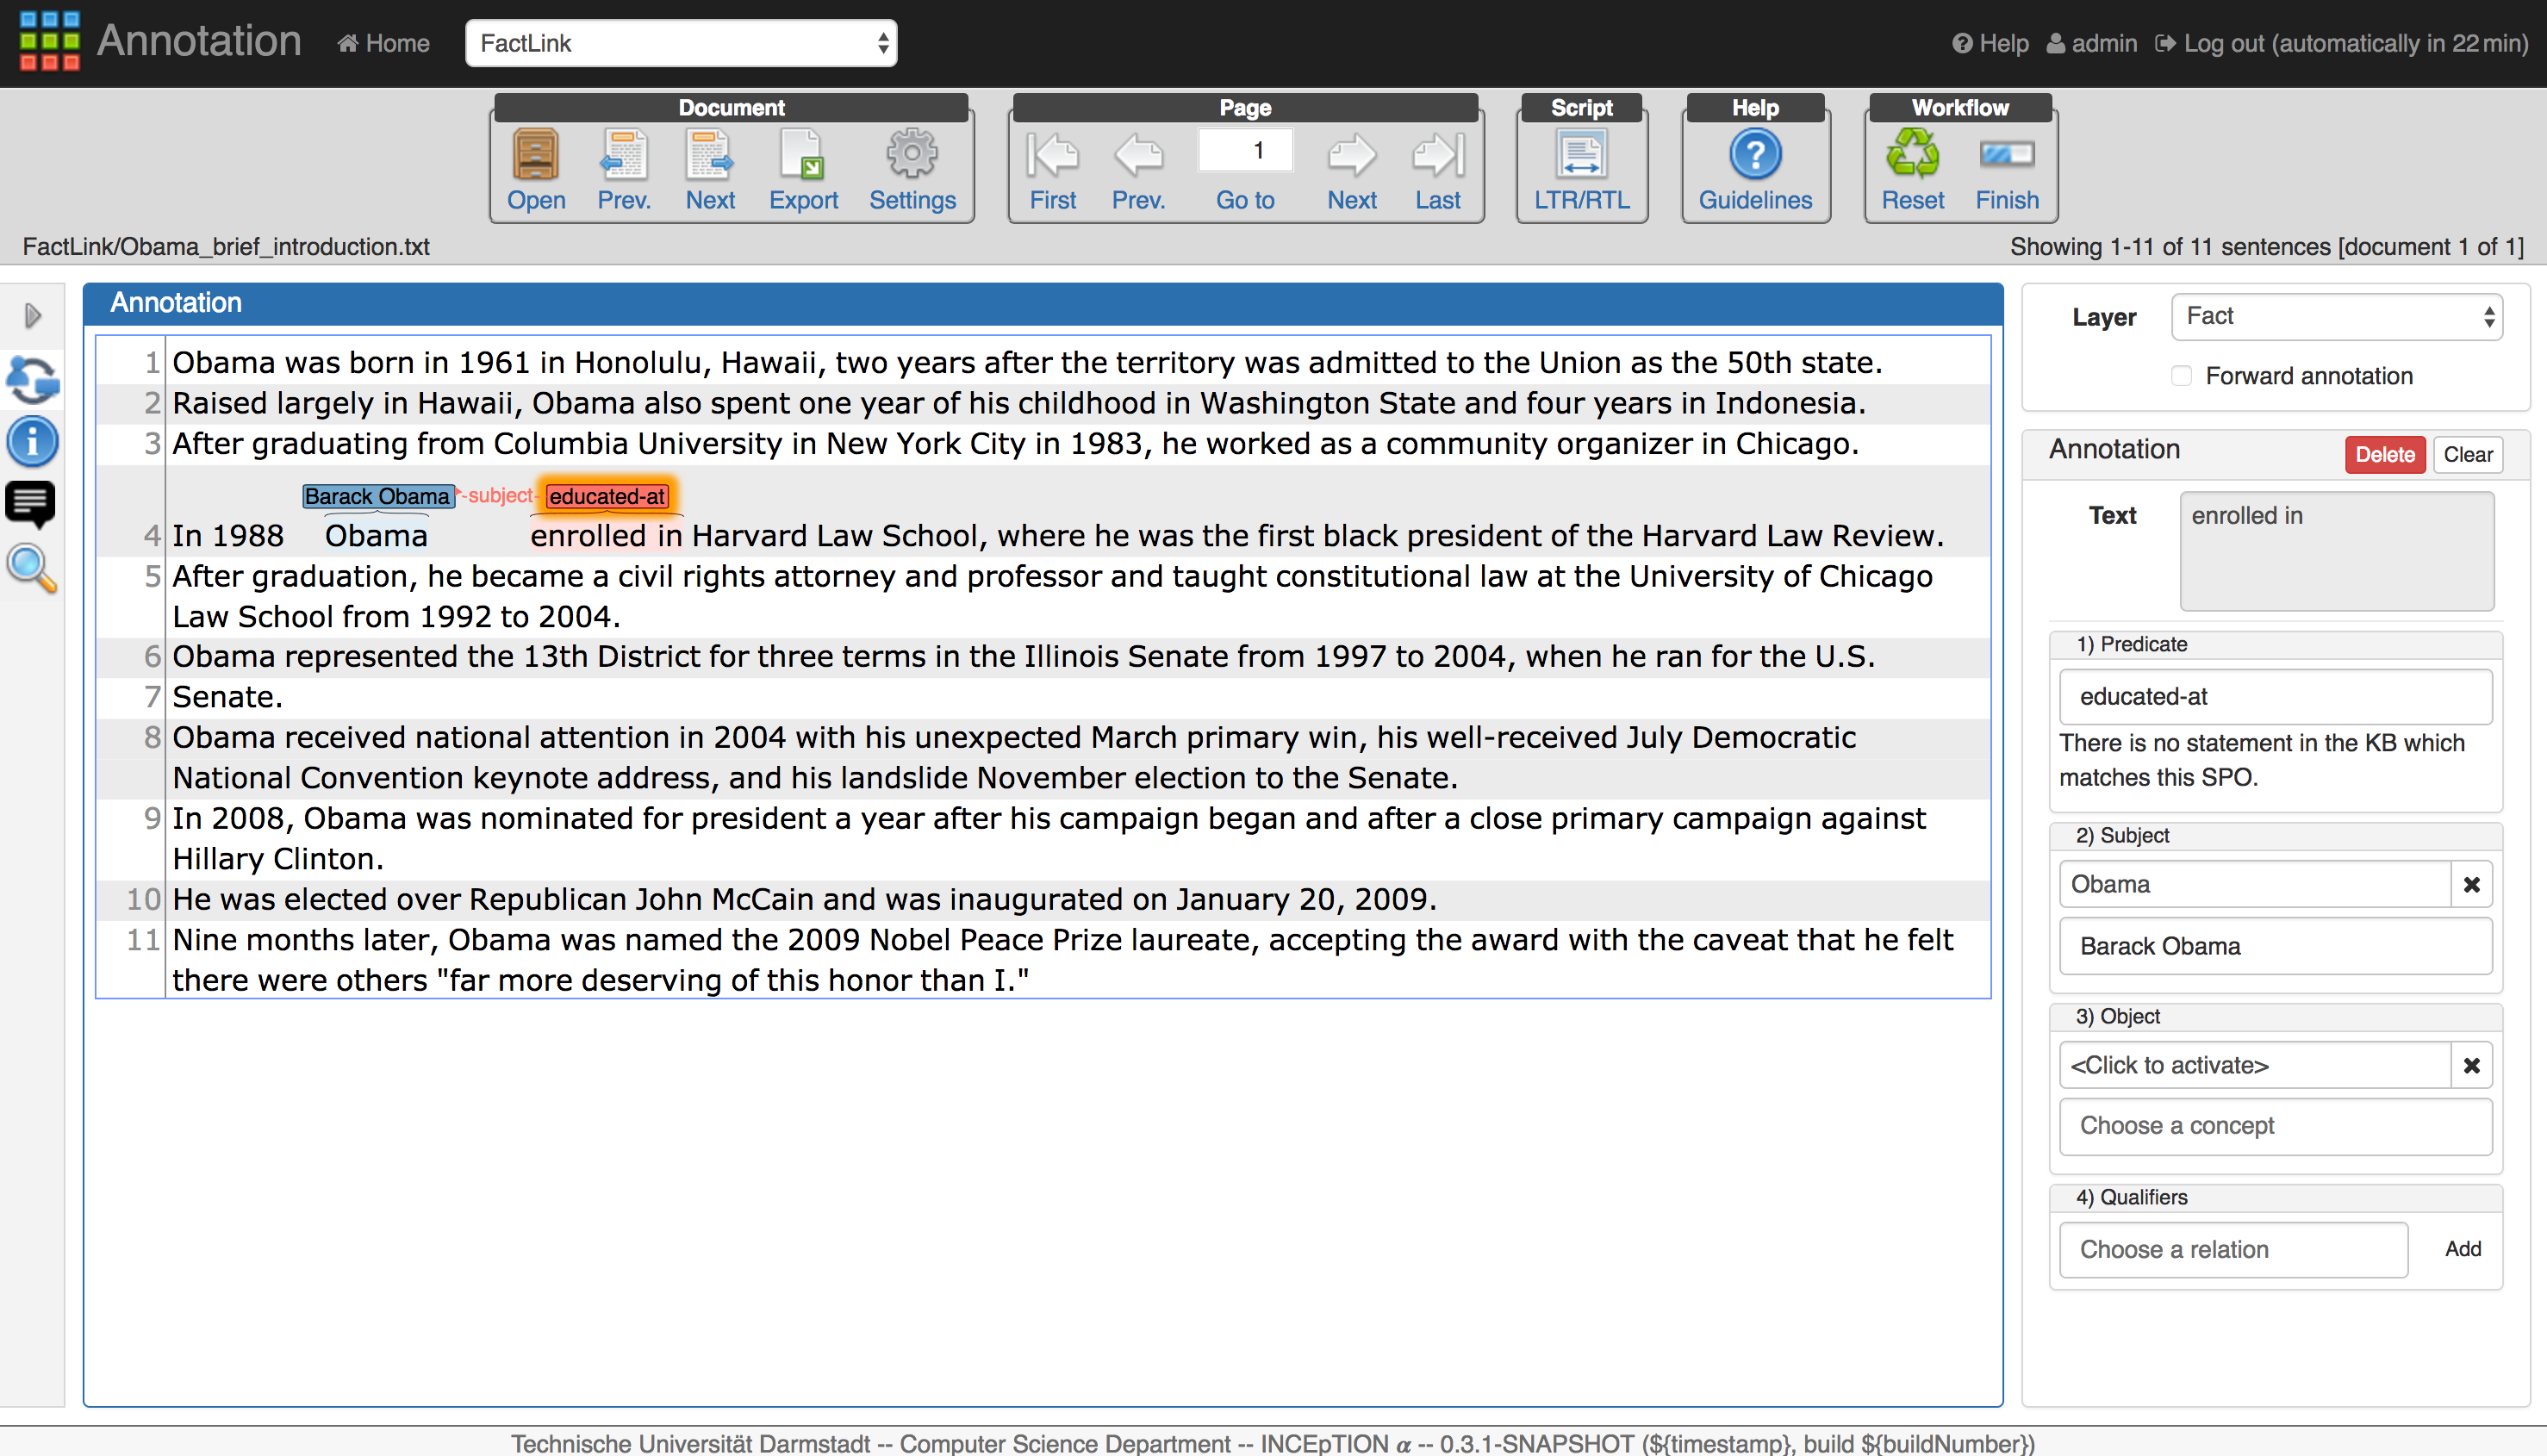 Annotation Home FactLink Help admin Log out (automatically in 22 min)
Document Page Script Help Workflow
1
Open Prev. Next Export Settings First Prev. Go to Next Last LTR/RTL Guidelines Reset Finish
FactLink/Obama_brief_introduction.txt Showing 1-11 of 11 sentences [document 1 of 1]
Annotation
1 Obama was born in 1961 in Honolulu, Hawaii, two years after the territory was admitted to the Union as the 50th state.
2 Raised largely in Hawaii, Obama also spent one year of his childhood in Washington State and four years in Indonesia.
3 After graduating from Columbia University in New York City in 1983, he worked as a community organizer in Chicago.
Barack Obama subject educated-at
4 In 1988 Obama enrolled in Harvard Law School, where he was the first black president of the Harvard Law Review.
5 After graduation, he became a civil rights attorney and professor and taught constitutional law at the University of Chicago
Law School from 1992 to 2004.
6 Obama represented the 13th District for three terms in the Illinois Senate from 1997 to 2004, when he ran for the U.S.
7 Senate.
8 Obama received national attention in 2004 with his unexpected March primary win, his well-received July Democratic
National Convention keynote address, and his landslide November election to the Senate.
9 In 2008, Obama was nominated for president a year after his campaign began and after a close primary campaign against
Hillary Clinton.
10 He was elected over Republican John McCain and was inaugurated on January 20, 2009.
11 Nine months later, Obama was named the 2009 Nobel Peace Prize laureate, accepting the award with the caveat that he felt
there were others "far more deserving of this honor than I."
Layer Fact
Forward annotation
Annotation Delete Clear
Text enrolled in
1) Predicate
educated-at
There is no statement in the KB which
matches this SPO.
2) Subject
Obama
Barack Obama
3) Object
<Click to activate>
Choose a concept
4) Qualifiers
Choose a relation Add
Technische Universität Darmstadt -- Computer Science Department -- INCEpTION α -- 0.3.1-SNAPSHOT (${timestamp}, build ${buildNumber})